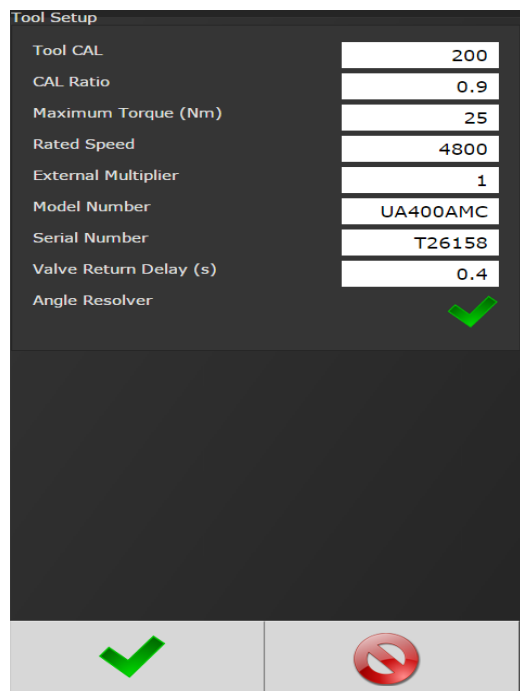 Tool Setup
Tool CAL 200
CAL Ratio 0.9
Maximum Torque (Nm) 25
Rated Speed 4800
External Multiplier 1
Model Number UA400AMC
Serial Number T26158
Valve Return Delay (s) 0.4
Angle Resolver